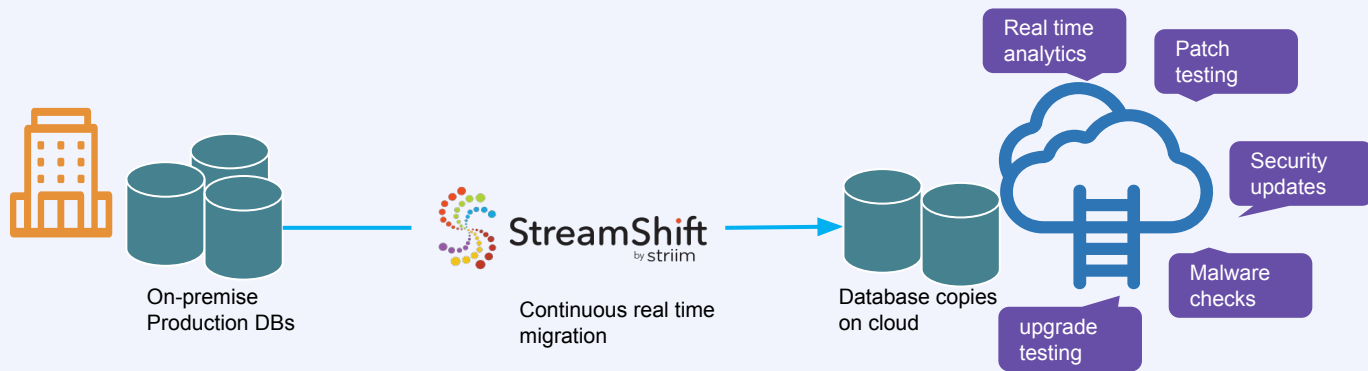 On-premise
Production DBs
StreamShift
by striim
Continuous real time
migration
Database copies
on cloud
Real time
analytics
Patch
testing
Security
updates
Malware
checks
upgrade
testing